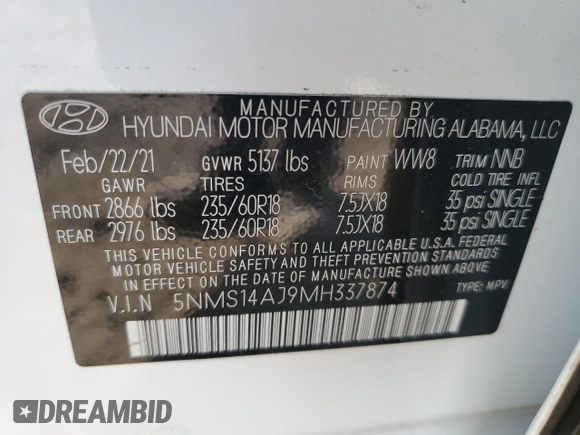 MANUFACTURED BY
HYUNDAI MOTOR MANUFACTURING ALABAMA, LLC
Feb/22/21 GVWR 5137 lbs PAINT WW8 TRIM NNB
GAWR TIRES RIMS COLD TIRE INFL
FRONT 2866 lbs 235/60R18 7.5JX18 35 psi SINGLE
REAR 2976 lbs 235/60R18 7.5JX18 35 psi SINGLE
THIS VEHICLE CONFORMS TO ALL APPLICABLE U.S.A. FEDERAL
MOTOR VEHICLE SAFETY AND THEFT PREVENTION STANDARDS
IN EFFECT ON THE DATE OF MANUFACTURE SHOWN ABOVE.
V.I.N 5NMS14AJ9MH337874 TYPE: MPV
DREAMBID